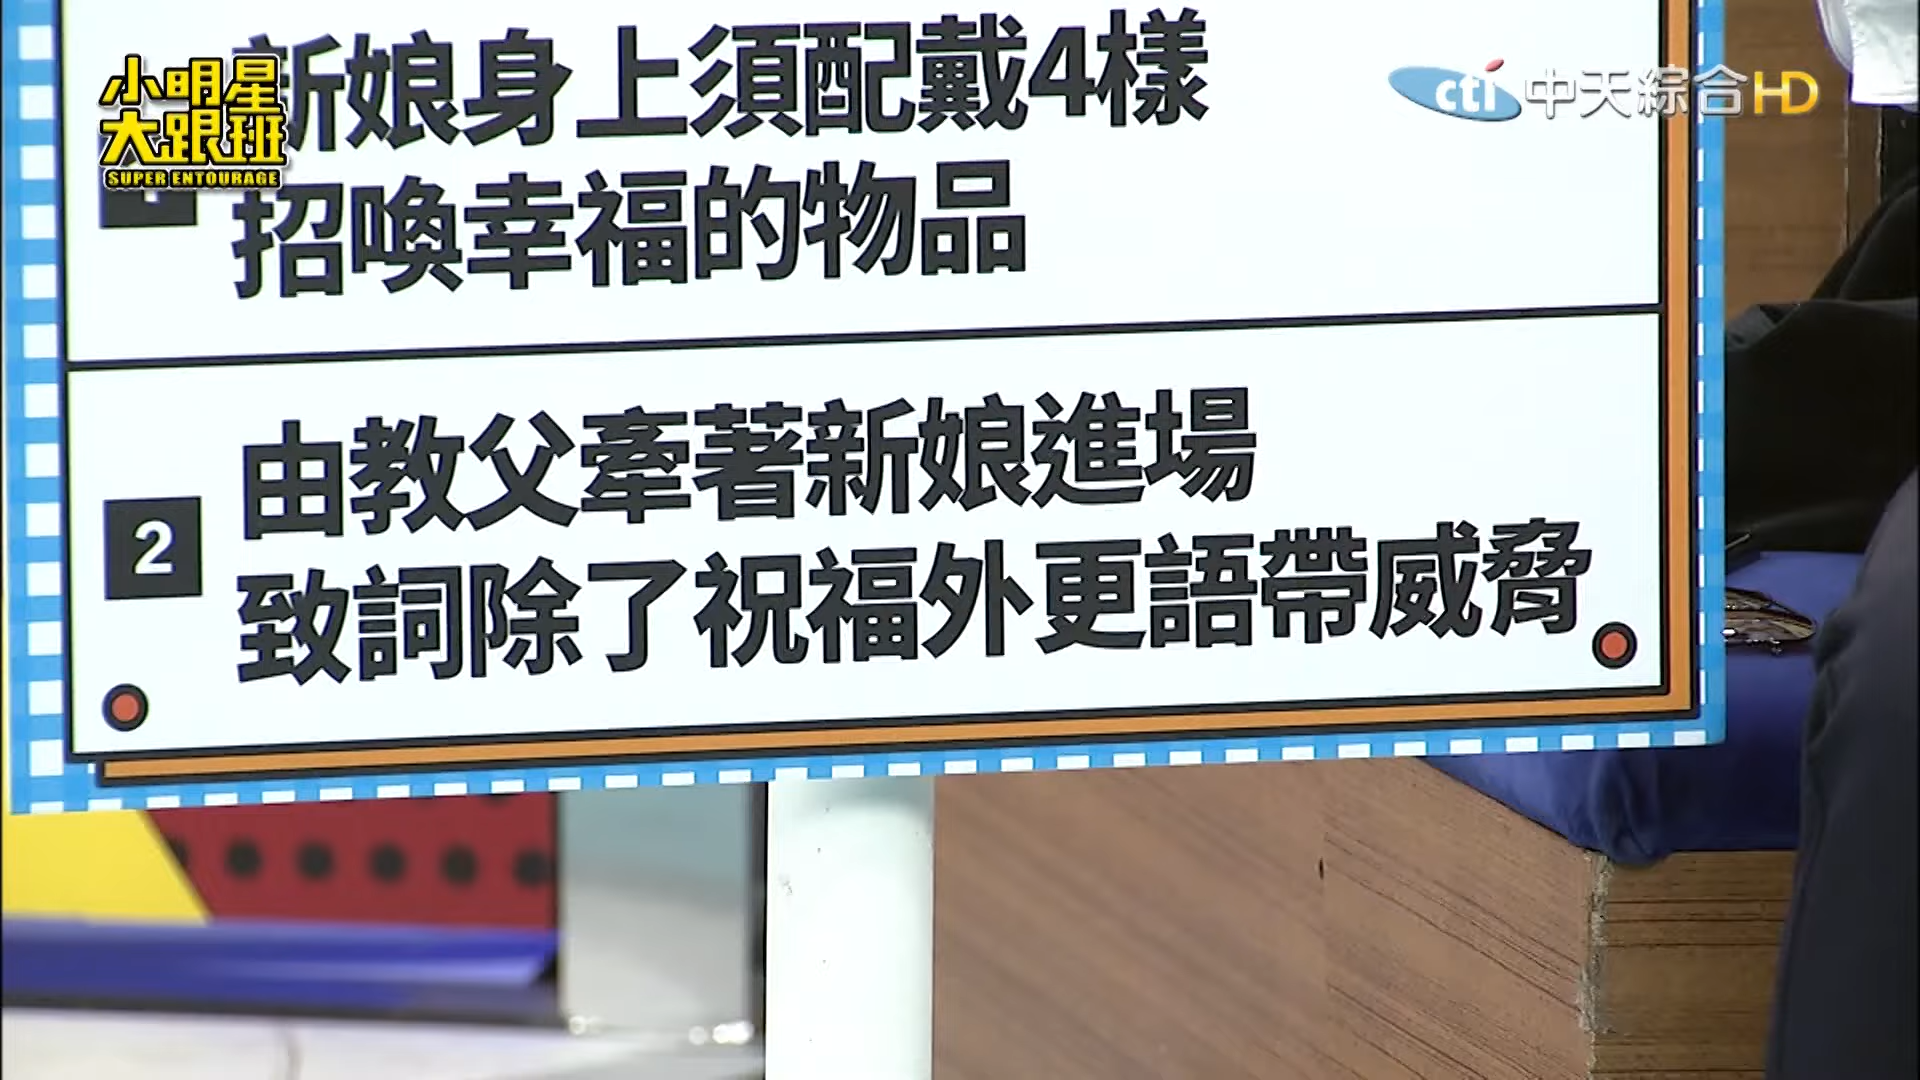 小明星
大跟班
SUPER ENTOURAGE
cti 中天綜合HD
新娘身上須配戴4樣
招喚幸福的物品
2
由教父牽著新娘進場
致詞除了祝福外更語帶威脅